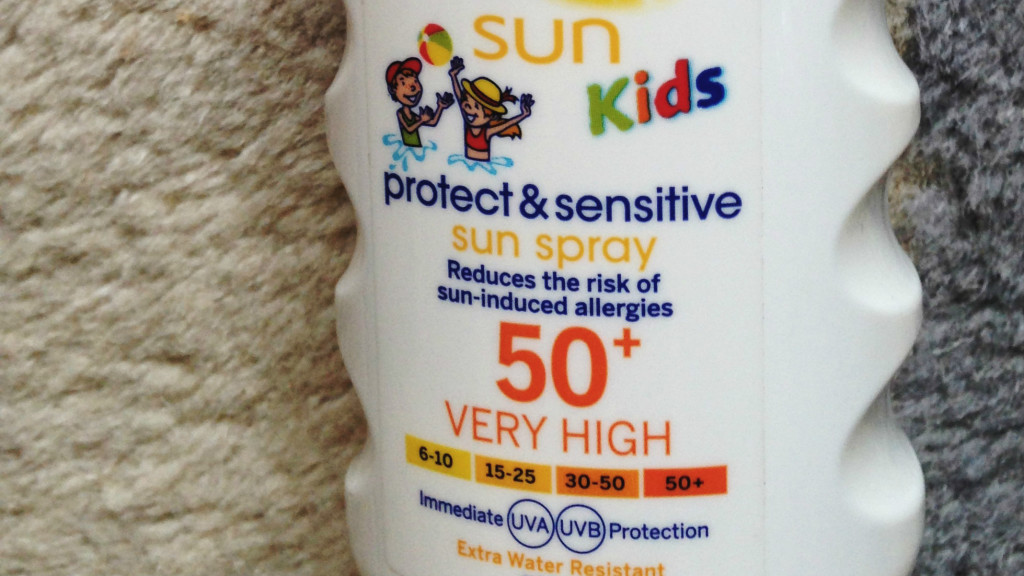 sun
Kids
protect & sensitive
sun spray
Reduces the risk of
sun-induced allergies
50+
VERY HIGH
6-10 15-25 30-50 50+
Immediate UVA UVB Protection
Extra Water Resistant